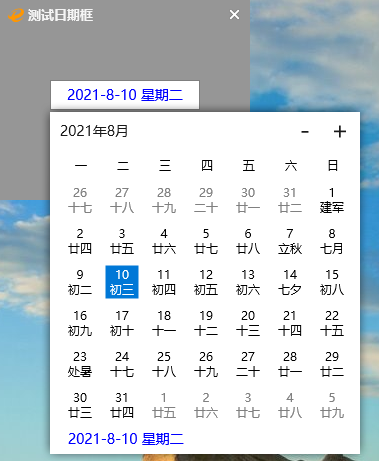 测试日期框 ×
2021-8-10 星期二
2021年8月 - +
一 二 三 四 五 六 日
26 27 28 29 30 31 1
十七 十八 十九 二十 廿一 廿二 建军
2 3 4 5 6 7 8
廿四 廿五 廿六 廿七 廿八 立秋 七月
9 10 11 12 13 14 15
初二 初三 初四 初五 初六 七夕 初八
16 17 18 19 20 21 22
初九 初十 十一 十二 十三 十四 十五
23 24 25 26 27 28 29
处暑 十七 十八 十九 二十 廿一 廿二
30 31 1 2 3 4 5
廿三 廿四 廿五 廿六 廿七 廿八 廿九
2021-8-10 星期二